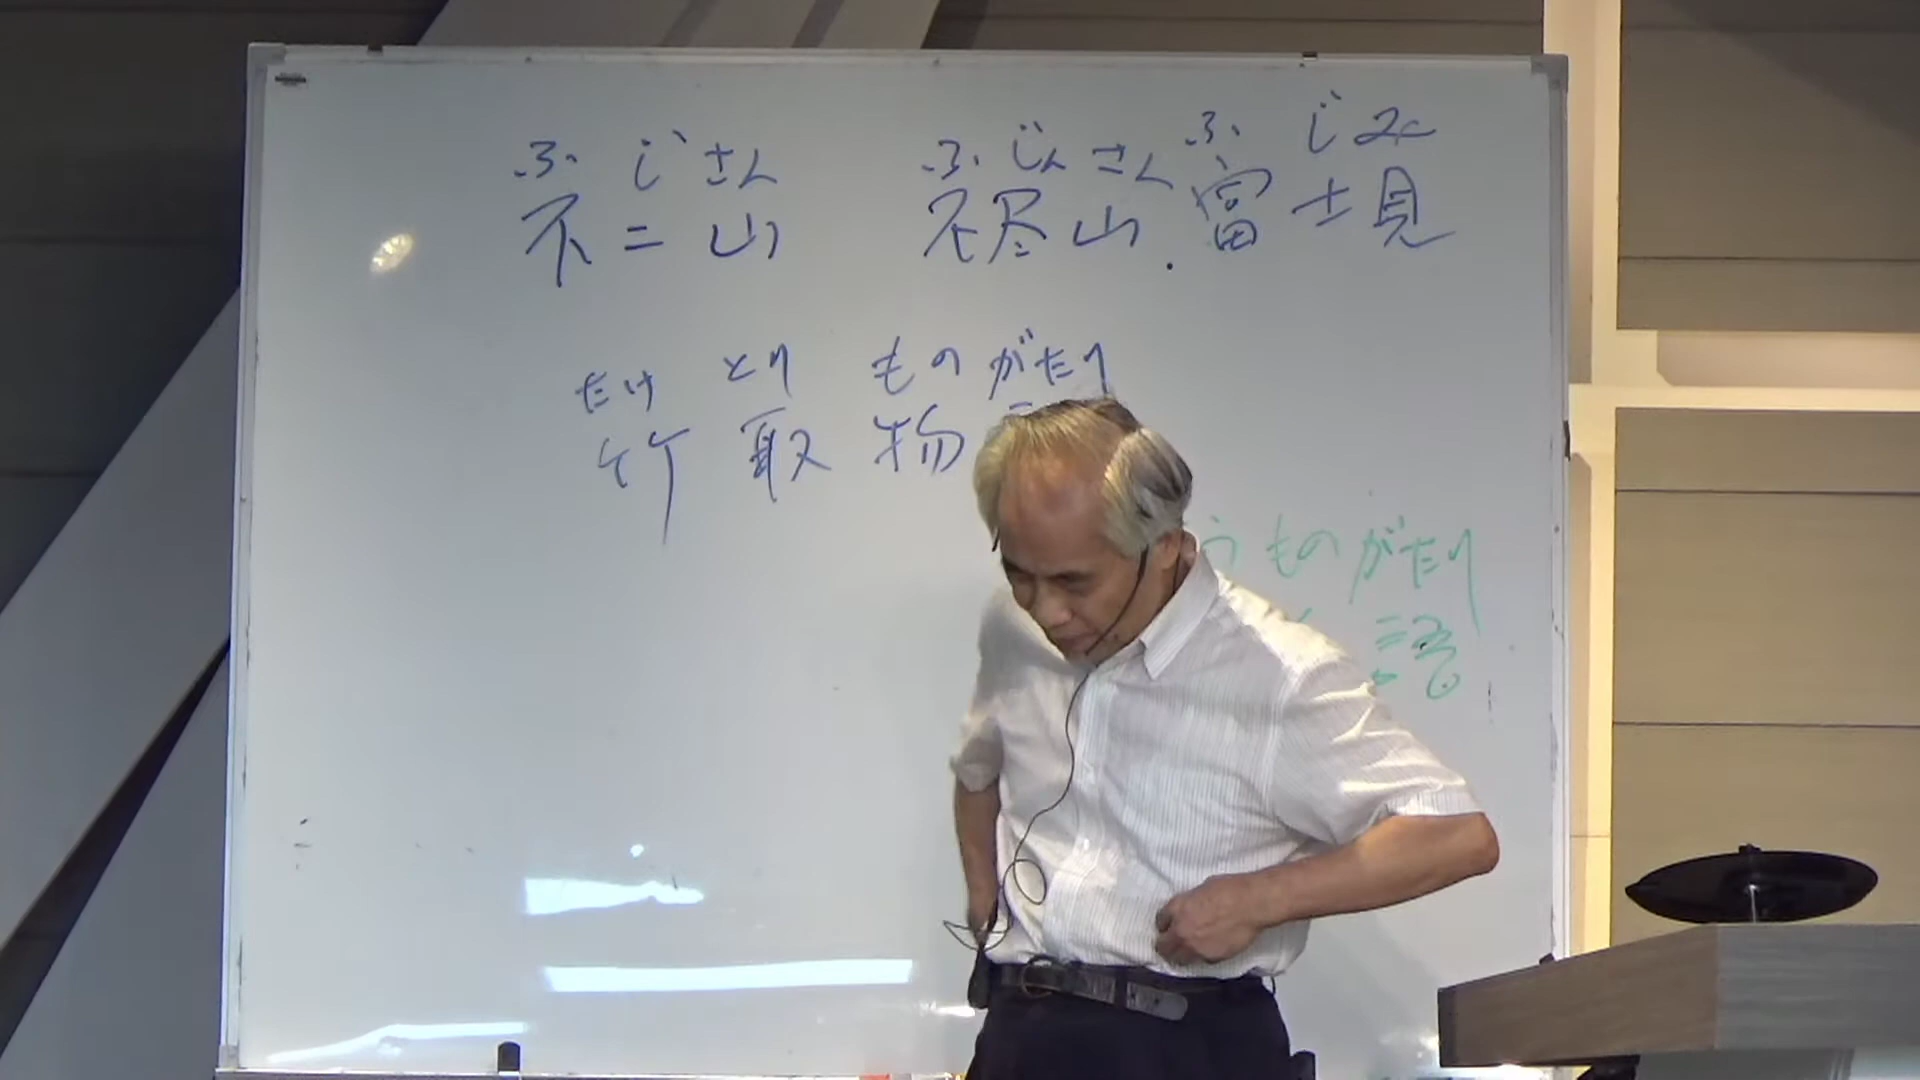 ふじさん ふじんさん ふじみ
不二山 不尽山.富士見
たけ とり ものがたり
竹取物
うものがたり